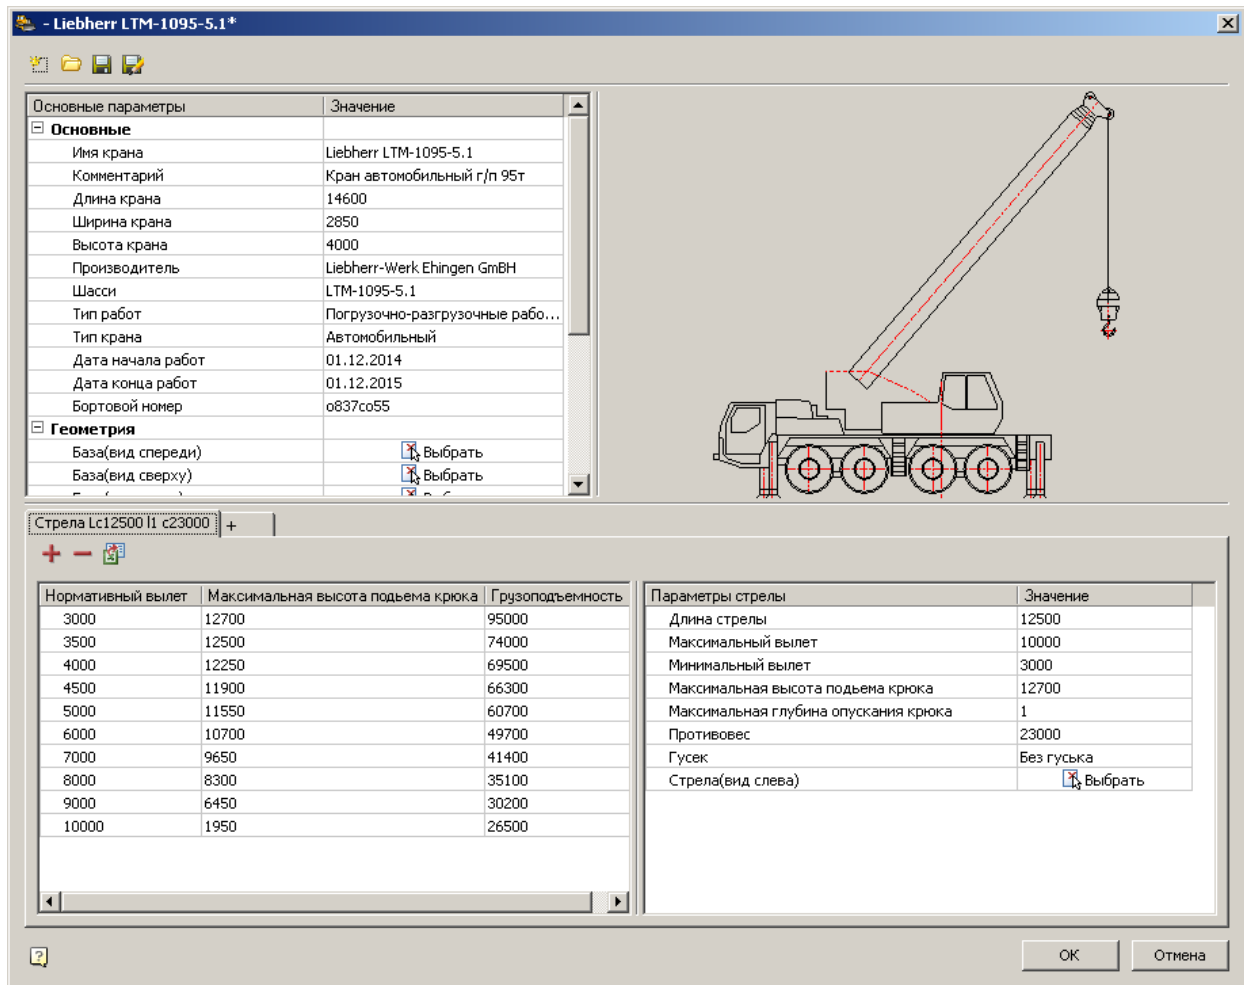 - Liebherr LTM-1095-5.1*
Основные параметры Значение
Основные
Имя крана Liebherr LTM-1095-5.1
Комментарий Кран автомобильный г/п 95т
Длина крана 14600
Ширина крана 2850
Высота крана 4000
Производитель Liebherr-Werk Ehingen GmBH
Шасси LTM-1095-5.1
Тип работ Погрузочно-разгрузочные рабо...
Тип крана Автомобильный
Дата начала работ 01.12.2014
Дата конца работ 01.12.2015
Бортовой номер о837со55
Геометрия
База(вид спереди) Выбрать
База(вид сверху) Выбрать
Стрела Lc12500 l1 c23000 +
Нормативный вылет Максимальная высота подьема крюка Грузоподъемность
3000 12700 95000
3500 12500 74000
4000 12250 69500
4500 11900 66300
5000 11550 60700
6000 10700 49700
7000 9650 41400
8000 8300 35100
9000 6450 30200
10000 1950 26500
Параметры стрелы Значение
Длина стрелы 12500
Максимальный вылет 10000
Минимальный вылет 3000
Максимальная высота подьема крюка 12700
Максимальная глубина опускания крюка 1
Противовес 23000
Гусек Без гуська
Стрела(вид слева) Выбрать
ОК Отмена